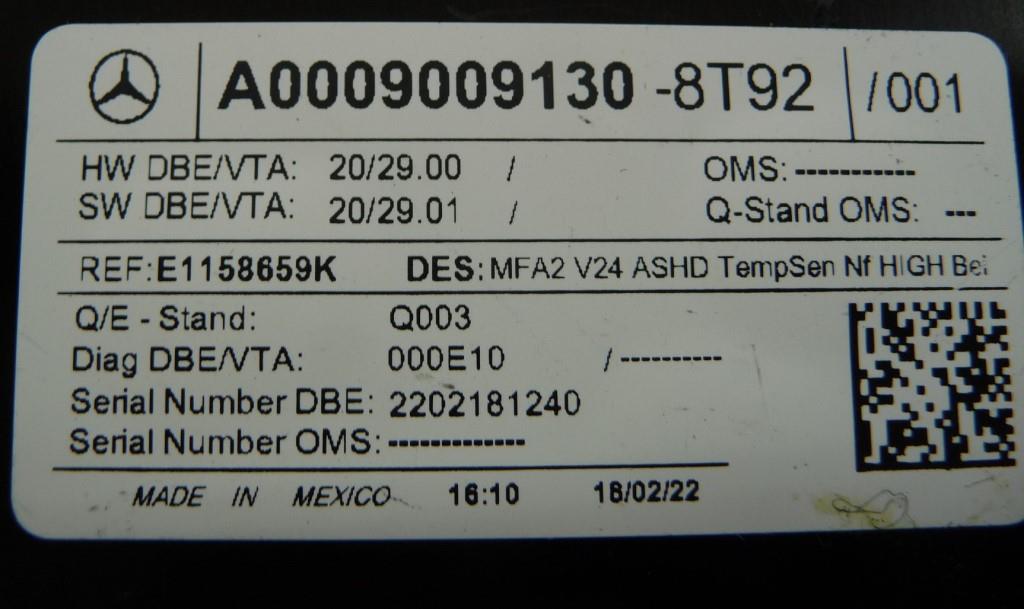 A0009009130 -8T92 /001
HW DBE/VTA: 20/29.00 / OMS: ------------
SW DBE/VTA: 20/29.01 / Q-Stand OMS: ---
REF:E1158659K DES: MFA2 V24 ASHD TempSen Nf HIGH Bei
Q/E - Stand: Q003
Diag DBE/VTA: 000E10 / ----------
Serial Number DBE: 2202181240
Serial Number OMS: -------------
MADE IN MEXICO 16:10 18/02/22